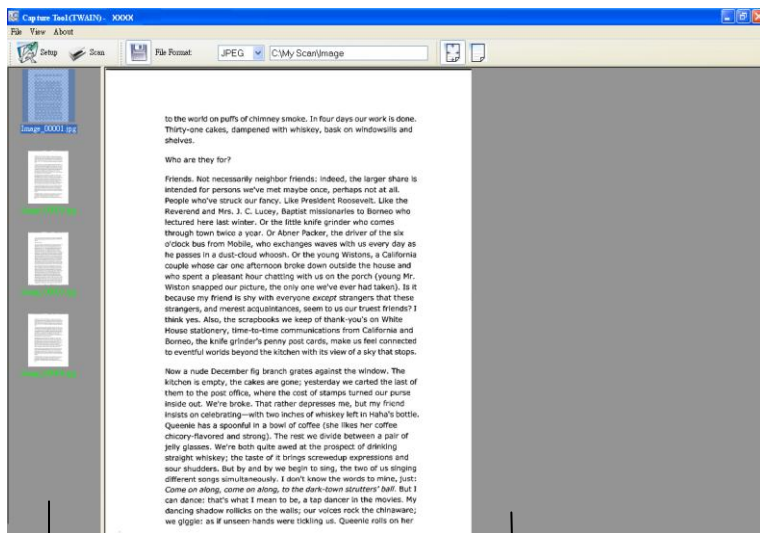 Capture Tool(TWAIN) - XXXX
File View About
Setup Scan File Format: JPEG C:\My Scan\Image
Image_00001.jpg
to the world on puffs of chimney smoke. In four days our work is done.
Thirty-one cakes, dampened with whiskey, bask on windowsills and
shelves.
Who are they for?
Friends. Not necessarily neighbor friends: indeed, the larger share is
intended for persons we've met maybe once, perhaps not at all.
People who've struck our fancy. Like President Roosevelt. Like the
Reverend and Mrs. J. C. Lucey, Baptist missionaries to Borneo who
lectured here last winter. Or the little knife grinder who comes
through town twice a year. Or Abner Packer, the driver of the six
o'clock bus from Mobile, who exchanges waves with us every day as
he passes in a dust-cloud whoosh. Or the young Wistons, a California
couple whose car one afternoon broke down outside the house and
who spent a pleasant hour chatting with us on the porch (young Mr.
Wiston snapped our picture, the only one we've ever had taken). Is it
because my friend is shy with everyone except strangers that these
strangers, and merest acquaintances, seem to us our truest friends? I
think yes. Also, the scrapbooks we keep of thank-you's on White
House stationery, time-to-time communications from California and
Borneo, the knife grinder's penny post cards, make us feel connected
to eventful worlds beyond the kitchen with its view of a sky that stops.
Now a nude December fig branch grates against the window. The
kitchen is empty, the cakes are gone; yesterday we carted the last of
them to the post office, where the cost of stamps turned our purse
inside out. We're broke. That rather depresses me, but my friend
insists on celebrating—with two inches of whiskey left in Haha's bottle.
Queenie has a spoonful in a bowl of coffee (she likes her coffee
chicory-flavored and strong). The rest we divide between a pair of
jelly glasses. We're both quite awed at the prospect of drinking
straight whiskey; the taste of it brings screwedup expressions and
sour shudders. But by and by we begin to sing, the two of us singing
different songs simultaneously. I don't know the words to mine, just:
Come on along, come on along, to the dark-town strutters' ball. But I
can dance: that's what I mean to be, a tap dancer in the movies. My
dancing shadow rollicks on the walls; our voices rock the chinaware;
we giggle: as if unseen hands were tickling us. Queenie rolls on her